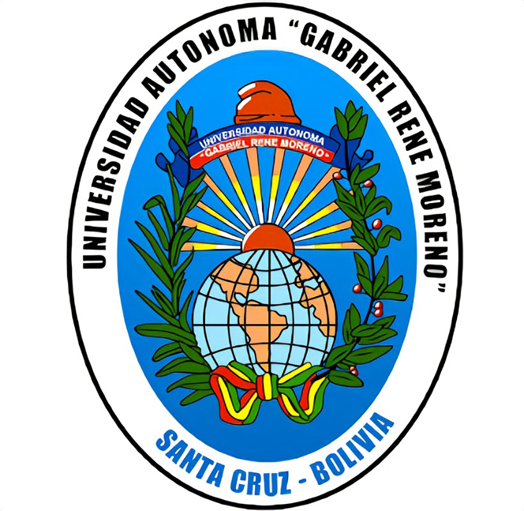 UNIVERSIDAD AUTONOMA "GABRIEL RENE MORENO"
UNIVERSIDAD AUTONOMA
"GABRIEL RENE MORENO"
SANTA CRUZ - BOLIVIA